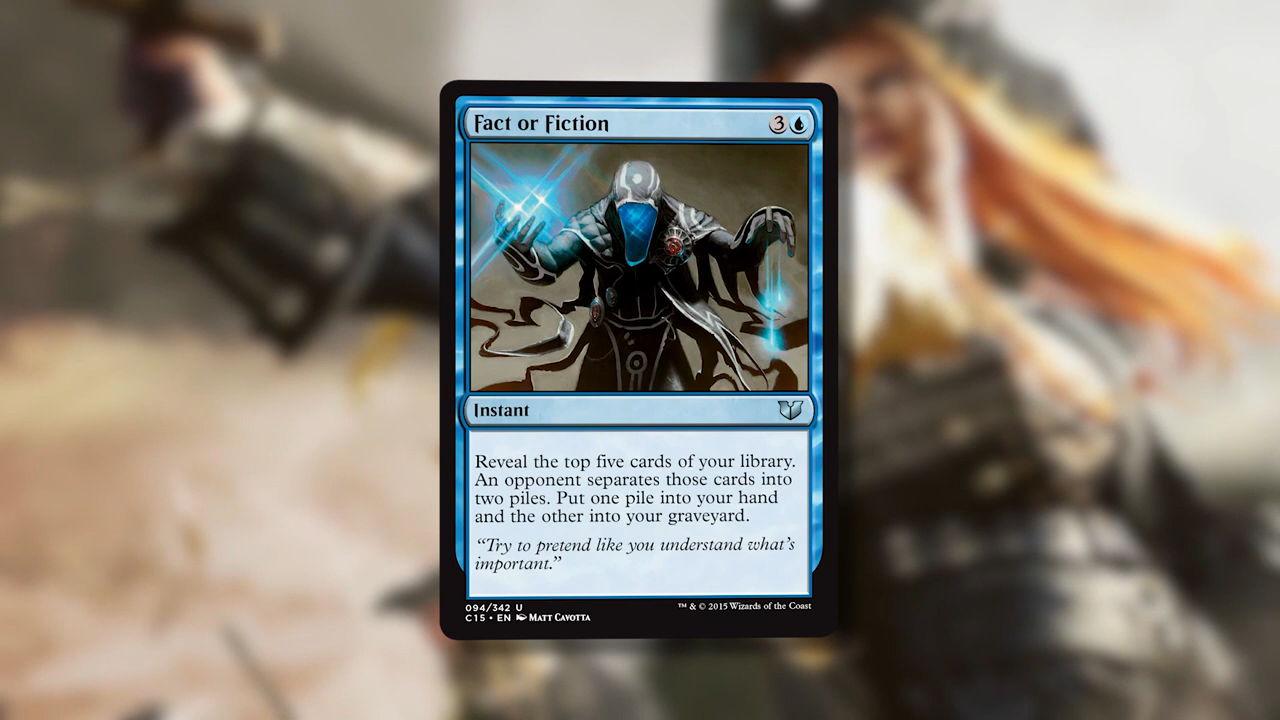 Fact or Fiction 3
Instant
Reveal the top five cards of your library.
An opponent separates those cards into
two piles. Put one pile into your hand
and the other into your graveyard.
“Try to pretend like you understand what’s
important.”
094/342 U
™ & © 2015 Wizards of the Coast
C15 • EN Matt Cavotta